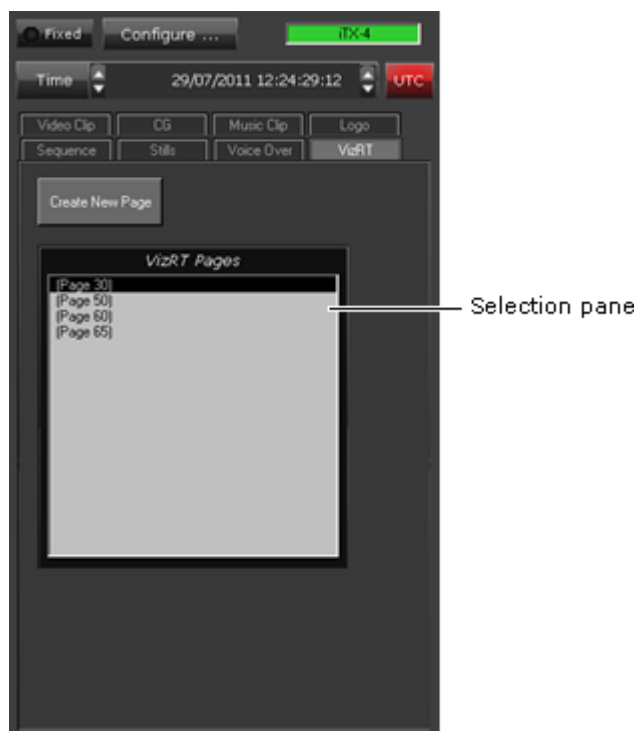 Fixed Configure ... iTX-4
Time 29/07/2011 12:24:29:12 UTC
Video Clip CG Music Clip Logo
Sequence Stills Voice Over VizRT
Create New Page
VizRT Pages
(Page 30)
(Page 50)
(Page 60)
(Page 65)
Selection pane